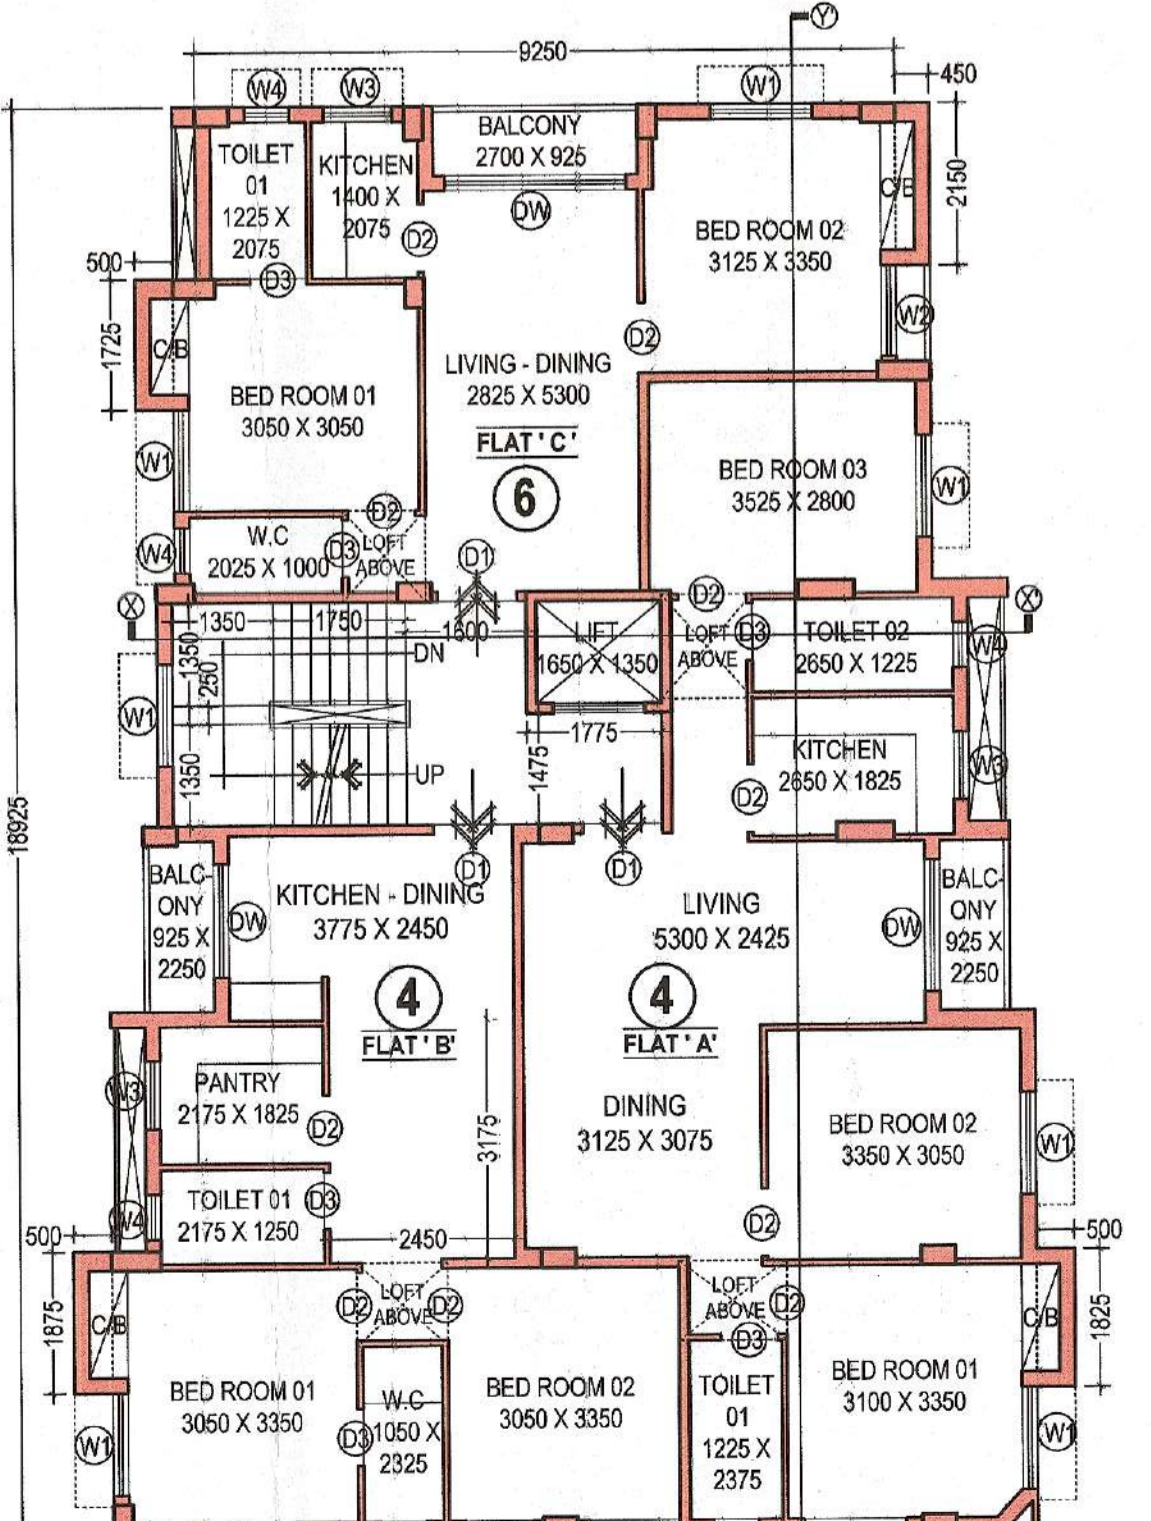 Y'
9250
450
W4
W3
W1
BALCONY
2700 X 925
TOILET
01
1225 X
2075
KITCHEN
1400 X
2075
DW
D2
C/B
2150
BED ROOM 02
3125 X 3350
500
D3
W2
1725
C/B
D2
LIVING - DINING
2825 X 5300
BED ROOM 01
3050 X 3050
FLAT ' C'
6
BED ROOM 03
3525 X 2800
W1
W1
D2
W.C
2025 X 1000
D3
LOFT
ABOVE
W4
D1
X
X'
D2
1350
1750
1600
LIFT
1650 X 1350
LOFT
ABOVE
D3
TOILET 02
2650 X 1225
W4
1350
250
DN
W1
1775
KITCHEN
2650 X 1825
W3
1350
UP
1475
D2
18925
D1
D1
BALC-
ONY
925 X
2250
DW
KITCHEN - DINING
3775 X 2450
LIVING
5300 X 2425
DW
BALC-
ONY
925 X
2250
4
FLAT ' B'
4
FLAT ' A'
W3
PANTRY
2175 X 1825
D2
3175
DINING
3125 X 3075
BED ROOM 02
3350 X 3050
W1
TOILET 01
2175 X 1250
D3
W4
D2
500
2450
500
1875
C/B
D2
LOFT
ABOVE
D2
LOFT
ABOVE
D2
D3
C/B
1825
BED ROOM 01
3050 X 3350
W.C
1050 X
2325
D3
BED ROOM 02
3050 X 3350
TOILET
01
1225 X
2375
BED ROOM 01
3100 X 3350
W1
W1